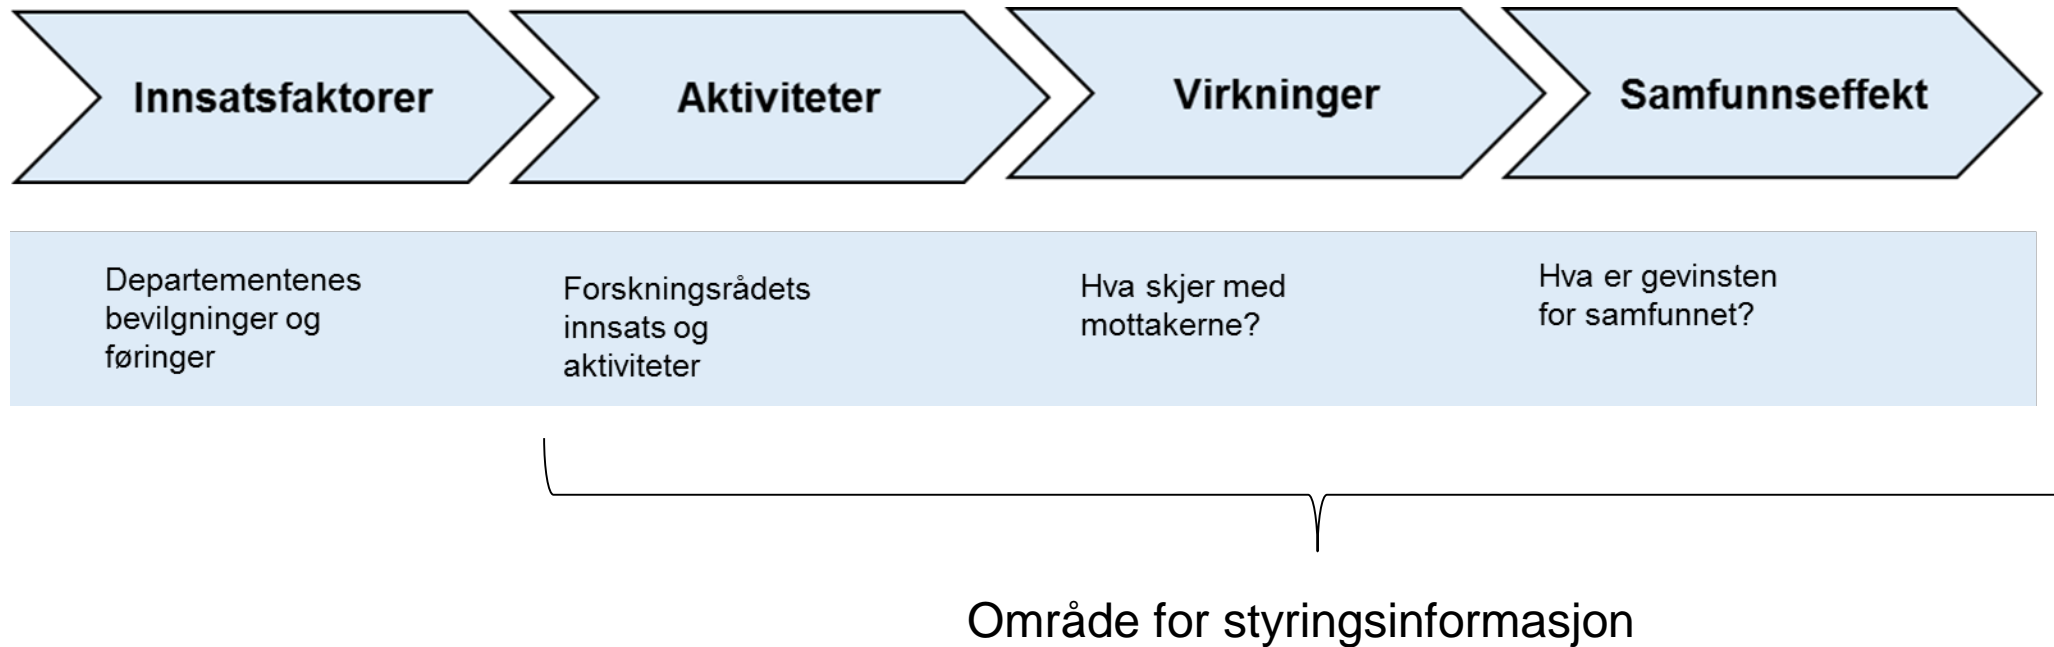 Innsatsfaktorer
Aktiviteter
Virkninger
Samfunnseffekt
Departementenes
bevilgninger og
føringer
Forskningsrådets
innsats og
aktiviteter
Hva skjer med
mottakerne?
Hva er gevinsten
for samfunnet?
Område for styringsinformasjon